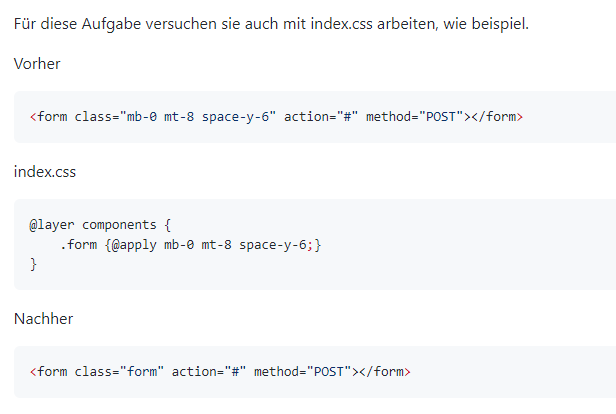 Für diese Aufgabe versuchen sie auch mit index.css arbeiten, wie beispiel.
Vorher
<form class="mb-0 mt-8 space-y-6" action="#" method="POST"></form>
index.css
@layer components {
    .form {@apply mb-0 mt-8 space-y-6;}
}
Nachher
<form class="form" action="#" method="POST"></form>